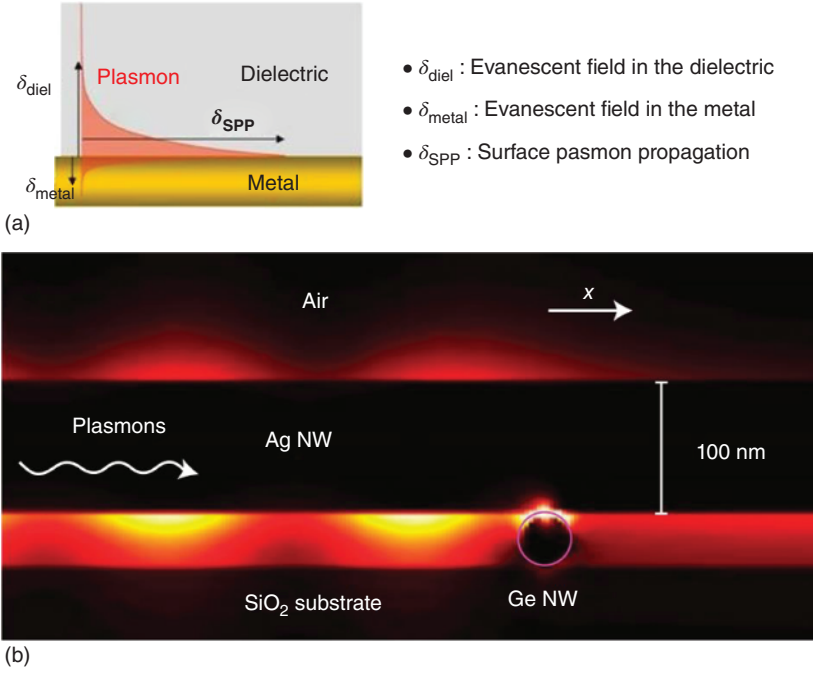 δdiel
Plasmon
Dielectric
δSPP
δmetal
Metal
(a)
• δdiel : Evanescent field in the dielectric
• δmetal : Evanescent field in the metal
• δSPP : Surface pasmon propagation
Air
x
Plasmons
Ag NW
100 nm
SiO2 substrate
Ge NW
(b)